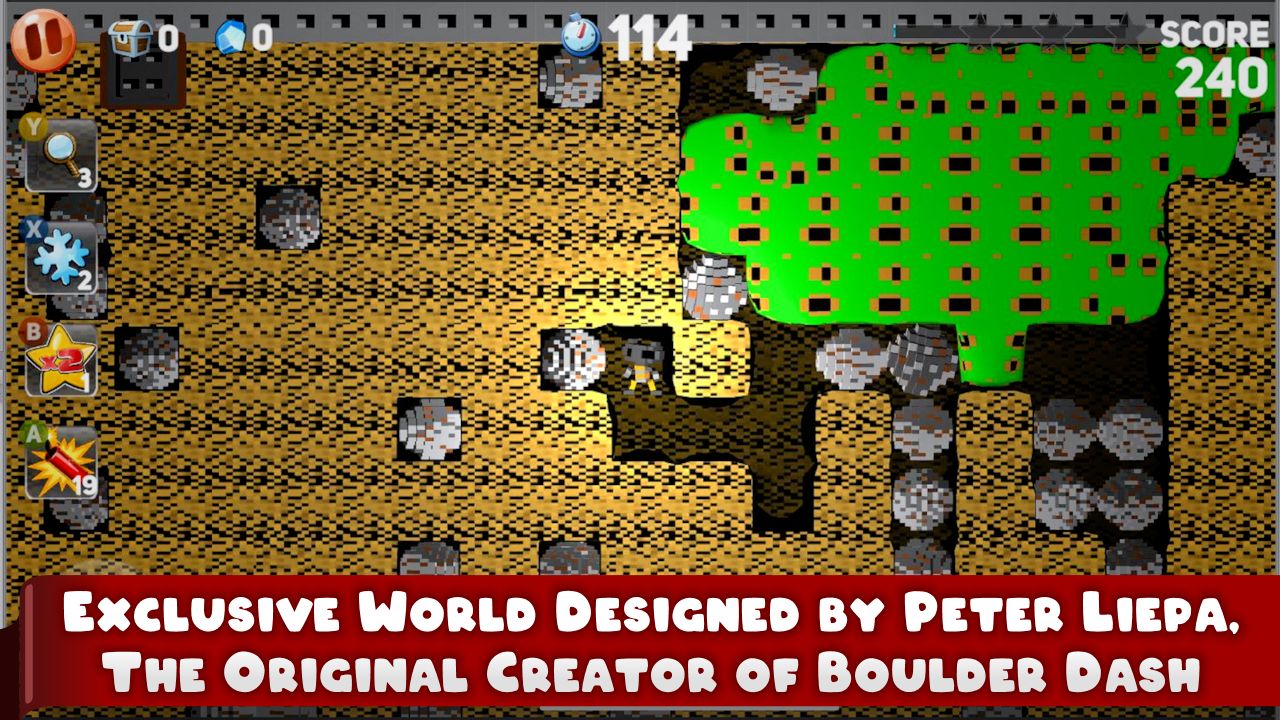 0
0
114
SCORE
240
Y
3
X
2
B
x2
1
A
19
EXCLUSIVE WORLD DESIGNED BY PETER LIEPA,
THE ORIGINAL CREATOR OF BOULDER DASH